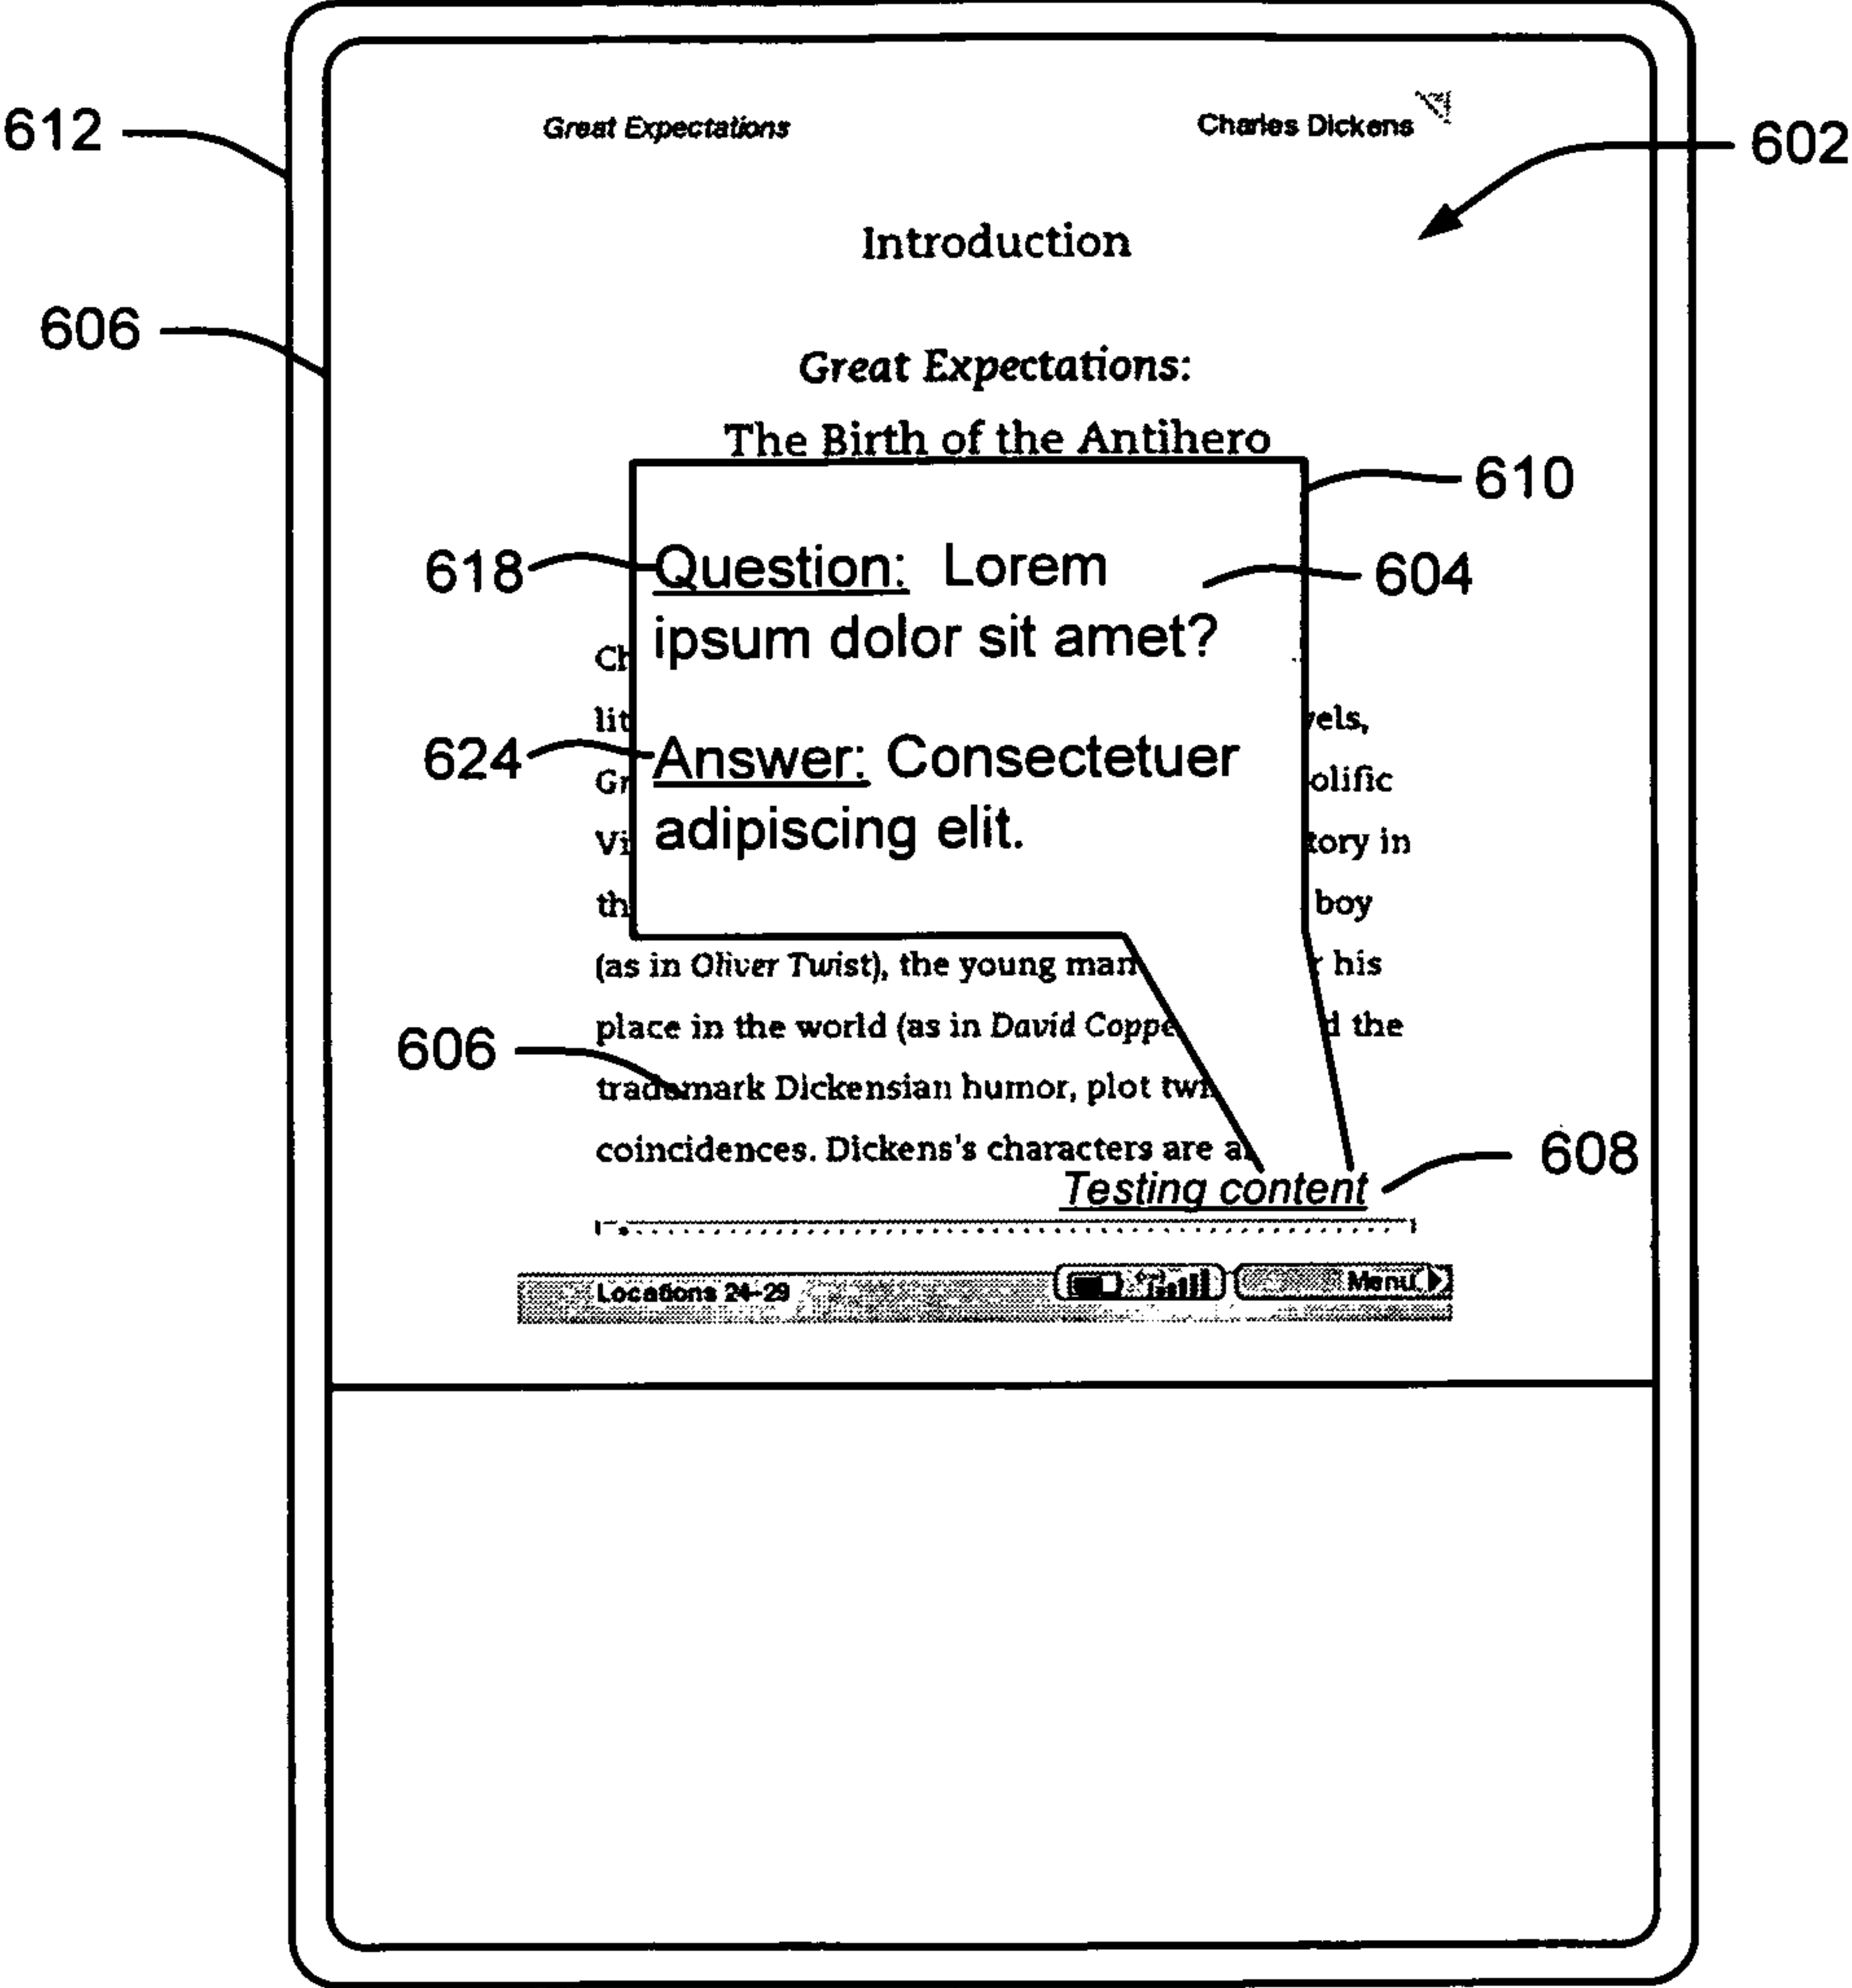 Great Expectations Charles Dickens
612
602
Introduction
606
Great Expectations:
The Birth of the Antihero
610
618 Question: Lorem 604
ipsum dolor sit amet?
624 Answer: Consectetuer
adipiscing elit.
olific
in
boy
(as in Oliver Twist), the young man his
place in the world (as in David the
606
trademark Dickensian humor, plot
coincidences. Dickens's characters are
608
Testing content
Locations 24-29 Menu